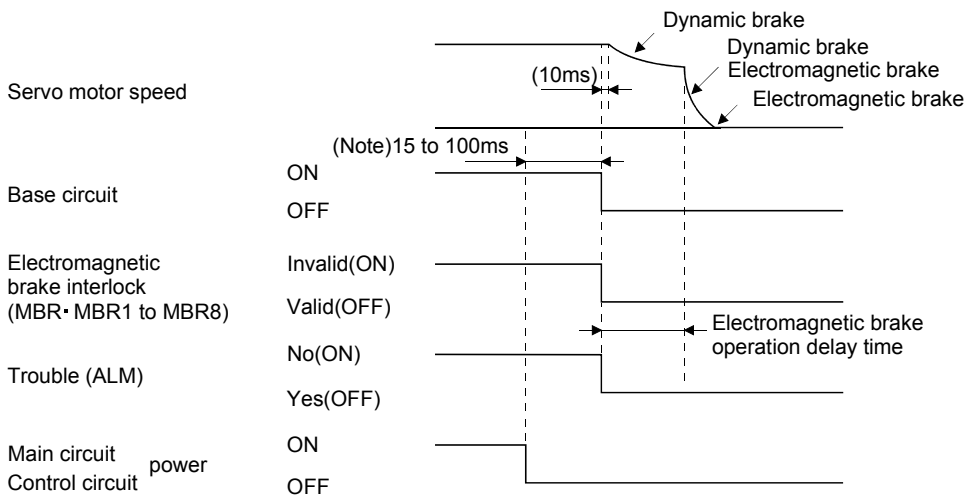 Dynamic brake
Dynamic brake
Electromagnetic brake
Electromagnetic brake
(10ms)
Servo motor speed
(Note)15 to 100ms
Base circuit
ON
OFF
Electromagnetic
brake interlock
(MBR･MBR1 to MBR8)
Invalid(ON)
Valid(OFF)
Electromagnetic brake
operation delay time
Trouble (ALM)
No(ON)
Yes(OFF)
Main circuit
Control circuit
power
ON
OFF